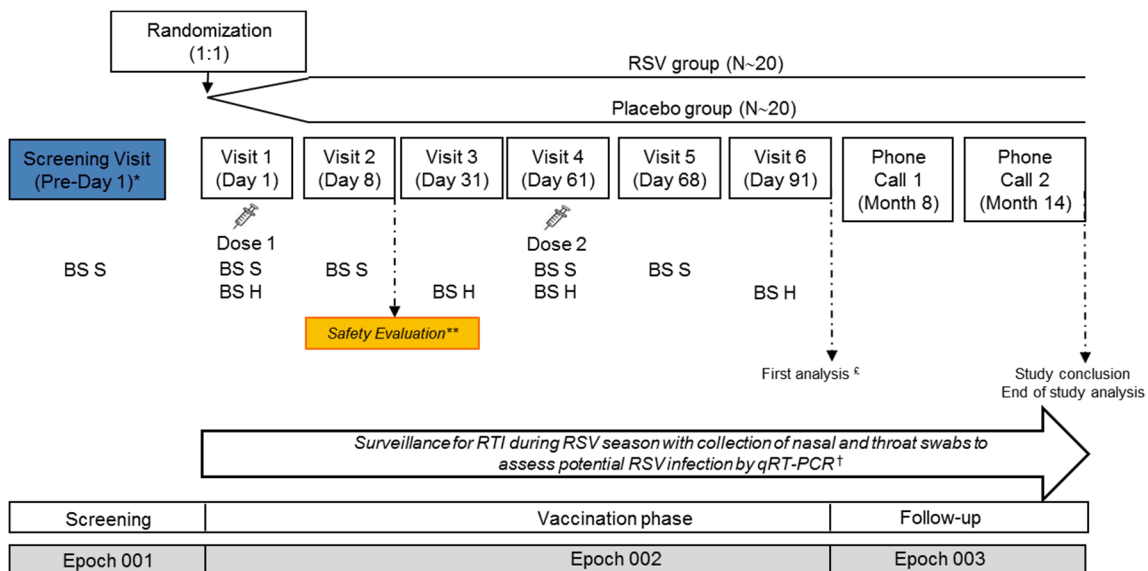 Randomization
(1:1)
RSV group (N~20)
Placebo group (N~20)
Screening Visit
(Pre-Day 1)*
Visit 1
(Day 1)
Visit 2
(Day 8)
Visit 3
(Day 31)
Visit 4
(Day 61)
Visit 5
(Day 68)
Visit 6
(Day 91)
Phone
Call 1
(Month 8)
Phone
Call 2
(Month 14)
Dose 1
Dose 2
BS S
BS S
BS S
BS S
BS S
BS H
BS H
BS H
BS H
Safety Evaluation**
First analysis £
Study conclusion
End of study analysis
Surveillance for RTI during RSV season with collection of nasal and throat swabs to
assess potential RSV infection by qRT-PCR†
Screening
Vaccination phase
Follow-up
Epoch 001
Epoch 002
Epoch 003